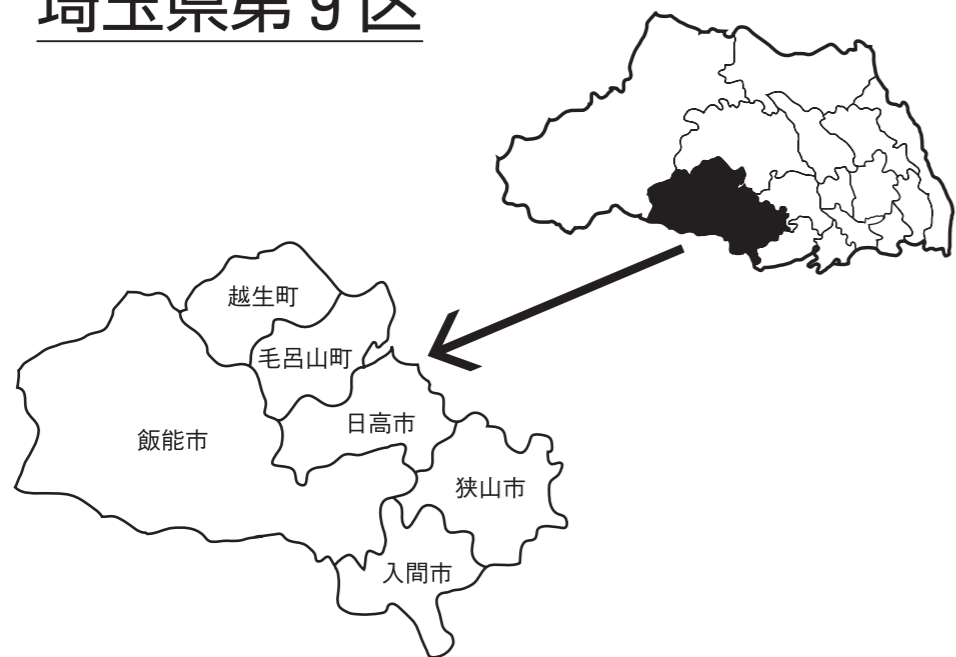 埼玉県第9区
越生町
毛呂山町
日高市
飯能市
狭山市
入間市